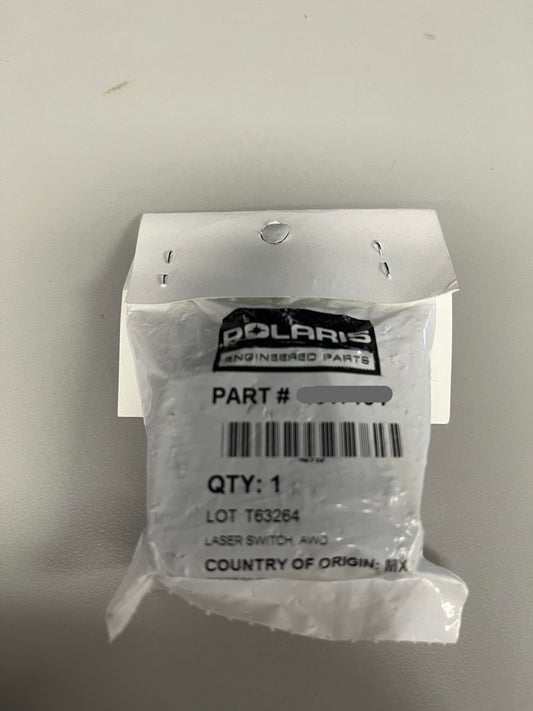 POLARIS
ENGINEERED PARTS
PART #
QTY: 1
LOT T63264
LASER SWITCH, AWD
COUNTRY OF ORIGIN: MX